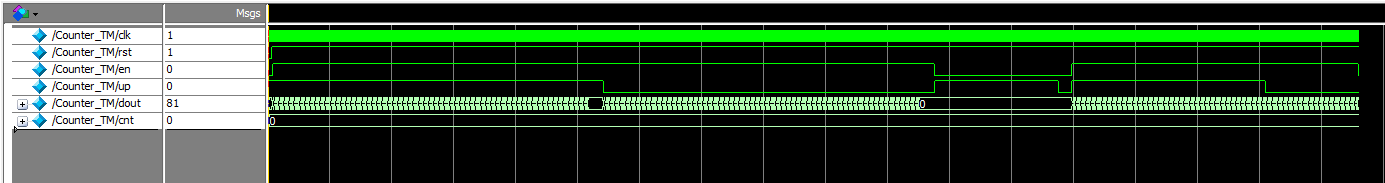 Msgs
/Counter_TM/clk 1
/Counter_TM/rst 1
/Counter_TM/en 0
/Counter_TM/up 0
/Counter_TM/dout 81 0
/Counter_TM/cnt 0 0